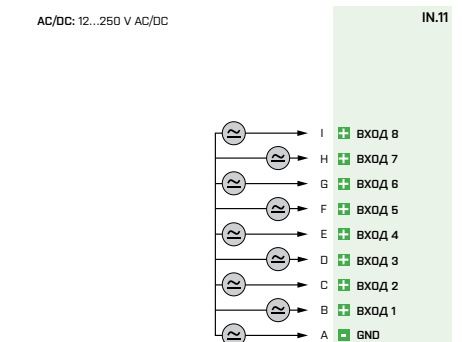 AC/DC: 12...250 V AC/DC
IN.11
I ВХОД 8
H ВХОД 7
G ВХОД 6
F ВХОД 5
E ВХОД 4
D ВХОД 3
C ВХОД 2
B ВХОД 1
A GND